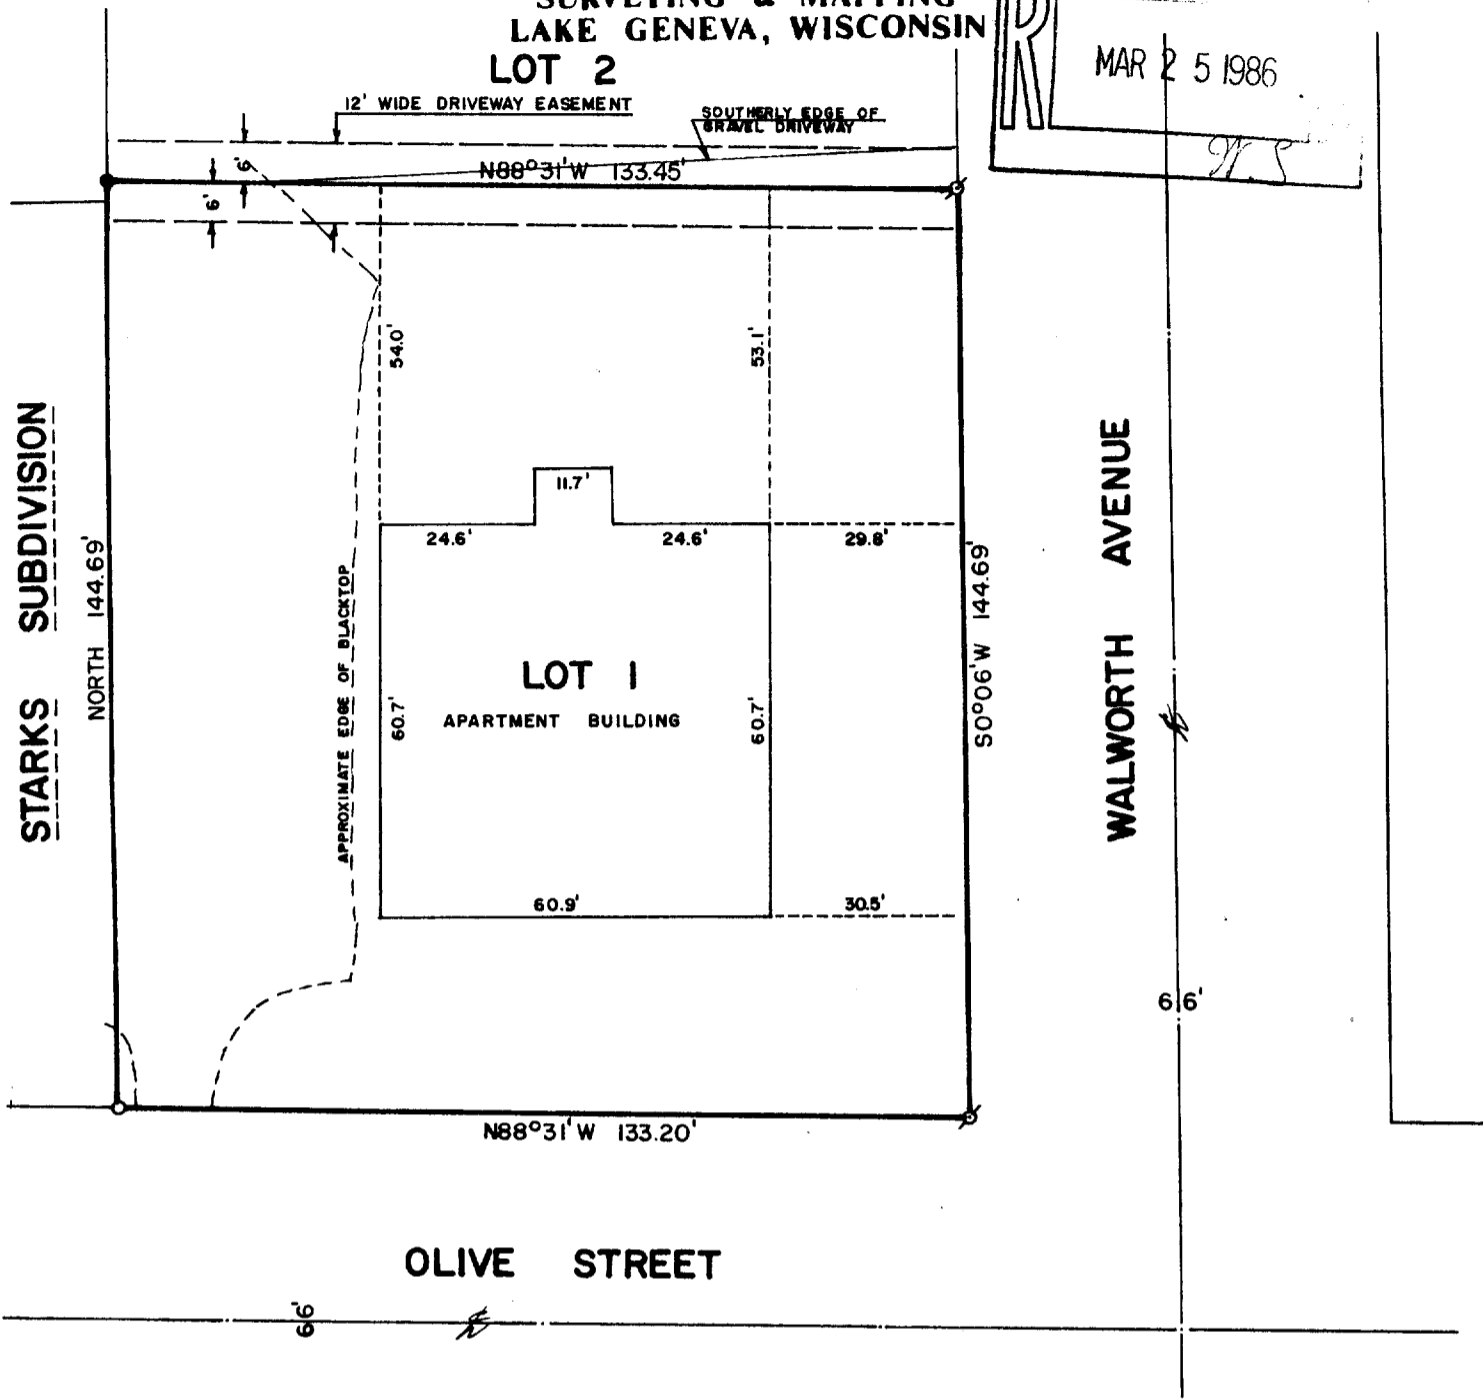 SURVEYING & MAPPING
LAKE GENEVA, WISCONSIN
R
MAR 25 1986
LOT 2
12' WIDE DRIVEWAY EASEMENT
SOUTHERLY EDGE OF
GRAVEL DRIVEWAY
N88°31'W 133.45'
6'
6'
54.0'
53.1'
11.7'
24.6'
24.6'
29.8'
STARKS SUBDIVISION
NORTH 144.69'
APPROXIMATE EDGE OF BLACKTOP
LOT 1
APARTMENT BUILDING
60.7'
60.7'
S0°06'W 144.69'
WALWORTH AVENUE
60.9'
30.5'
66'
N88°31'W 133.20'
OLIVE STREET
66'